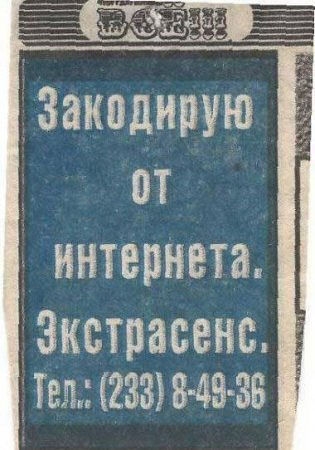 Закодирую
от
интернета.
Экстрасенс.
Тел.: (233) 8-49-36